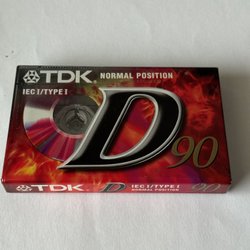 TDK NORMAL POSITION
IEC I/TYPE I
D 90
TDK D IEC I/TYPE I 90
NORMAL POSITION